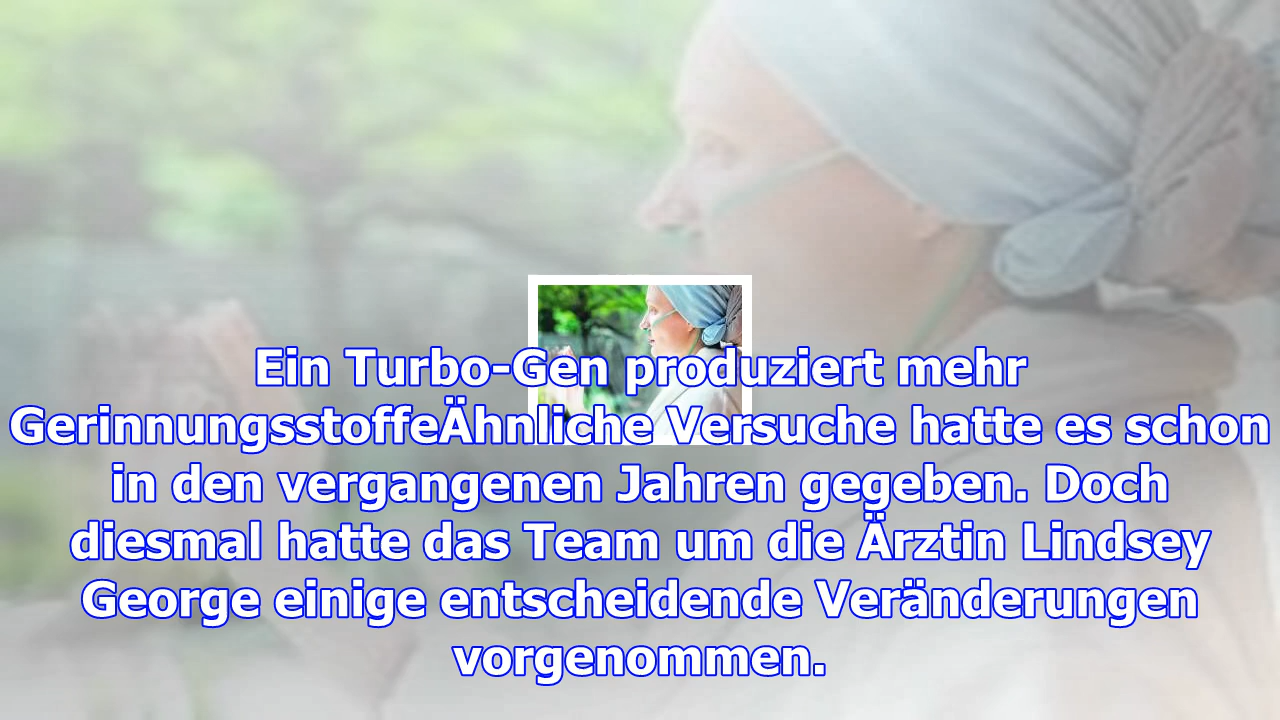 Ein Turbo-Gen produziert mehr
GerinnungsstoffeÄhnliche Versuche hatte es schon
in den vergangenen Jahren gegeben. Doch
diesmal hatte das Team um die Ärztin Lindsey
George einige entscheidende Veränderungen
vorgenommen.